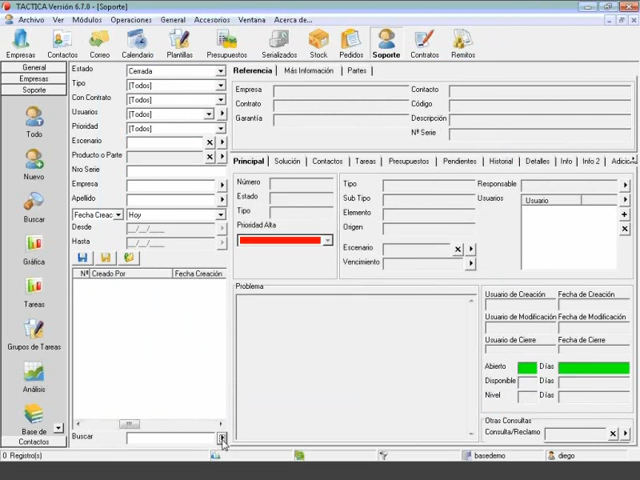 TACTICA Versión 6.7.0 - [Soporte]
Archivo Ver Módulos Operaciones General Accesorios Ventana Acerca de...
Empresas Contactos Correo Calendario Plantillas Presupuestos Serializados Stock Pedidos Soporte Contratos Remitos
General
Empresas
Soporte
Todo
Nuevo
Buscar
Gráfica
Tareas
Grupos de Tareas
Análisis
Base de
Contactos
Estado Cerrada
Tipo [Todos]
Con Contrato [Todos]
Usuarios [Todos]
Prioridad [Todos]
Escenario
Producto o Parte
Nro Serie
Empresa
Apellido
Fecha Creac Hoy
Desde __/__/____
Hasta __/__/____
Nº Creado Por Fecha Creación
Buscar
Referencia Más Información Partes
Empresa Contacto
Contrato Código
Garantía Descripción
Nº Serie
Principal Solución Contactos Tareas Presupuestos Pendientes Historial Detalles Info Info 2 Adicio
Número
Estado
Tipo
Prioridad Alta
Tipo
Sub Tipo
Elemento
Origen
Escenario
Vencimiento
Responsable
Usuarios Usuario
Problema
Usuario de Creación Fecha de Creación
Usuario de Modificación Fecha de Modificación
Usuario de Cierre Fecha de Cierre
Abierto Días
Disponible Días
Nivel Días
Otras Consultas
Consulta/Reclamo
0 Registro(s) basedemo diego